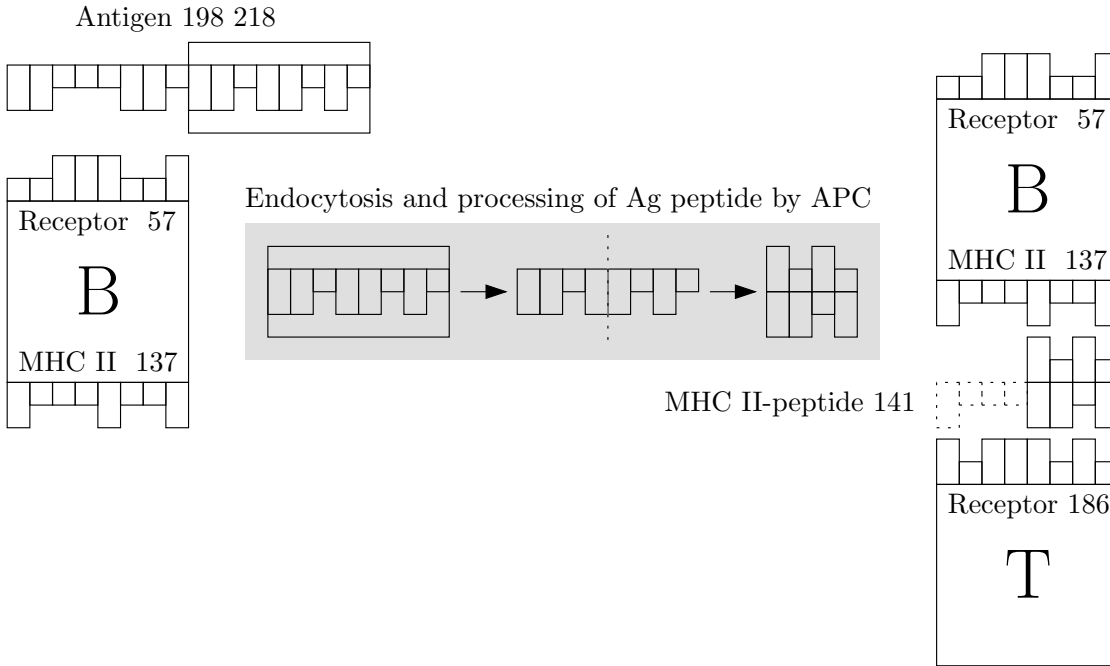 Antigen 198 218
Receptor 57
B
MHC II 137
Endocytosis and processing of Ag peptide by APC
Receptor 57
B
MHC II 137
MHC II-peptide 141
Receptor 186
T